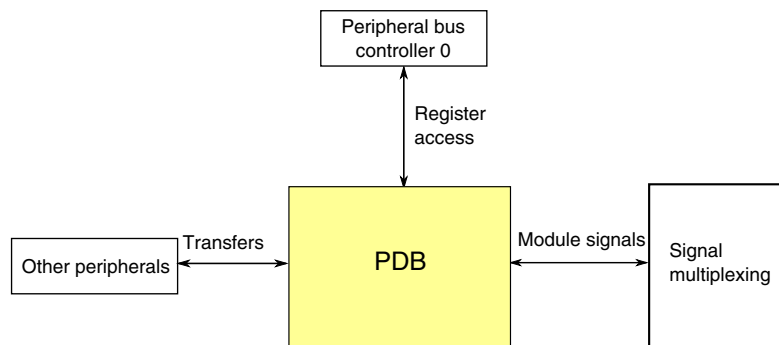 Peripheral bus
controller 0
Register
access
Transfers
Other peripherals
PDB
Module signals
Signal
multiplexing